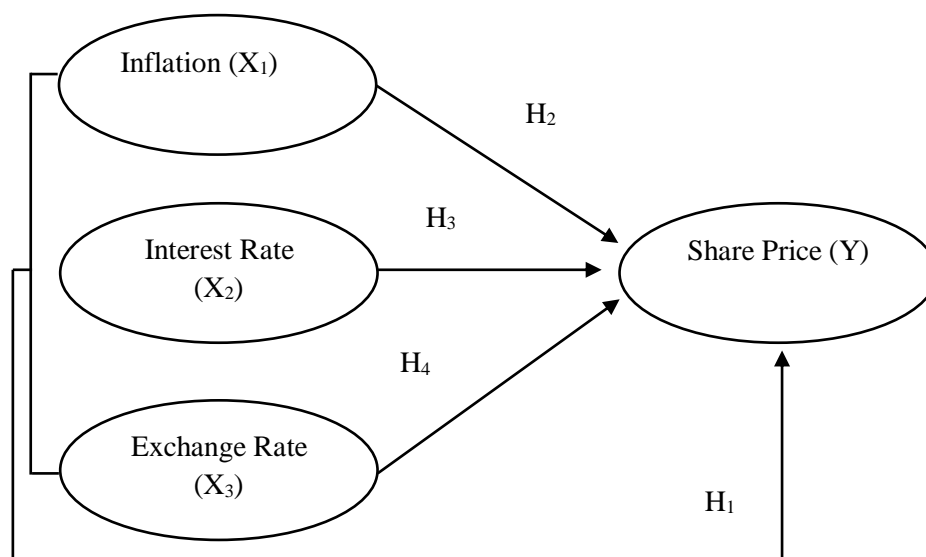 Inflation (X₁)
H₂
H₃
Interest Rate
(X₂)
Share Price (Y)
H₄
Exchange Rate
(X₃)
H₁